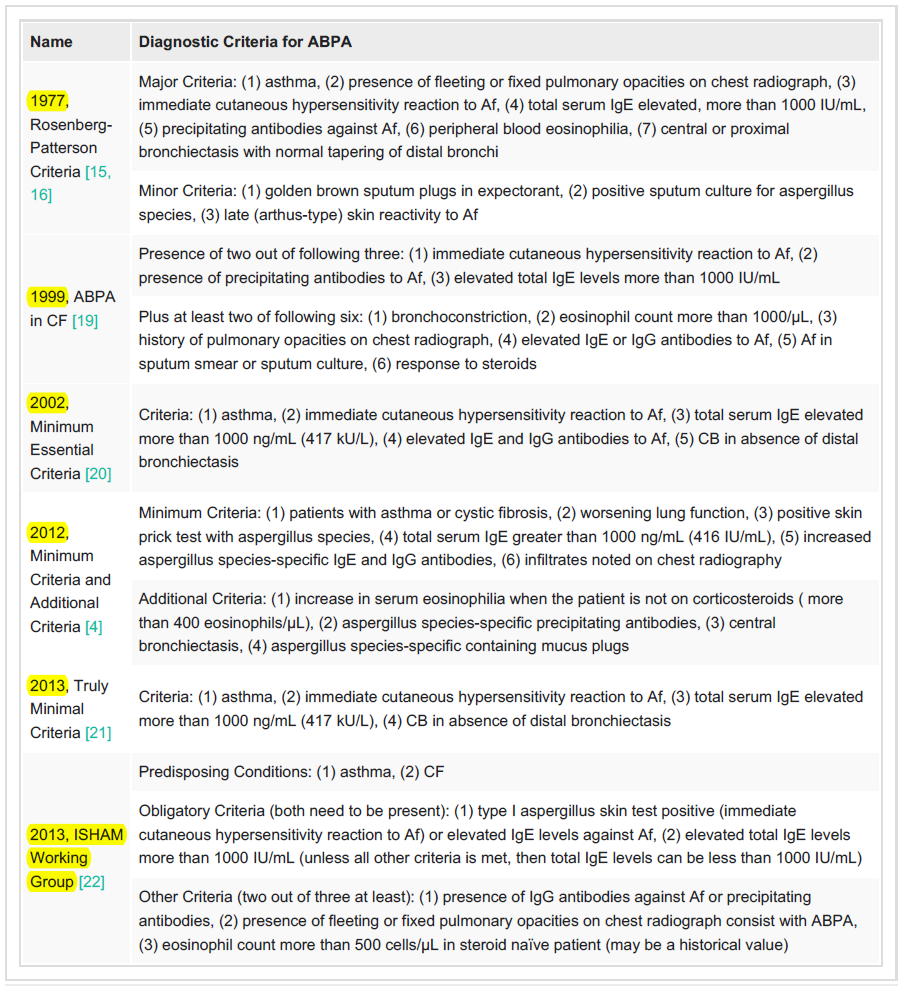 Name
Diagnostic Criteria for ABPA
1977,
Rosenberg-
Patterson
Criteria [15,
16]
Major Criteria: (1) asthma, (2) presence of fleeting or fixed pulmonary opacities on chest radiograph, (3)
immediate cutaneous hypersensitivity reaction to Af, (4) total serum IgE elevated, more than 1000 IU/mL,
(5) precipitating antibodies against Af, (6) peripheral blood eosinophilia, (7) central or proximal
bronchiectasis with normal tapering of distal bronchi
Minor Criteria: (1) golden brown sputum plugs in expectorant, (2) positive sputum culture for aspergillus
species, (3) late (arthus-type) skin reactivity to Af
1999, ABPA
in CF [19]
Presence of two out of following three: (1) immediate cutaneous hypersensitivity reaction to Af, (2)
presence of precipitating antibodies to Af, (3) elevated total IgE levels more than 1000 IU/mL
Plus at least two of following six: (1) bronchoconstriction, (2) eosinophil count more than 1000/µL, (3)
history of pulmonary opacities on chest radiograph, (4) elevated IgE or IgG antibodies to Af, (5) Af in
sputum smear or sputum culture, (6) response to steroids
2002,
Minimum
Essential
Criteria [20]
Criteria: (1) asthma, (2) immediate cutaneous hypersensitivity reaction to Af, (3) total serum IgE elevated
more than 1000 ng/mL (417 kU/L), (4) elevated IgE and IgG antibodies to Af, (5) CB in absence of distal
bronchiectasis
2012,
Minimum
Criteria and
Additional
Criteria [4]
Minimum Criteria: (1) patients with asthma or cystic fibrosis, (2) worsening lung function, (3) positive skin
prick test with aspergillus species, (4) total serum IgE greater than 1000 ng/mL (416 IU/mL), (5) increased
aspergillus species-specific IgE and IgG antibodies, (6) infiltrates noted on chest radiography
Additional Criteria: (1) increase in serum eosinophilia when the patient is not on corticosteroids ( more
than 400 eosinophils/µL), (2) aspergillus species-specific precipitating antibodies, (3) central
bronchiectasis, (4) aspergillus species-specific containing mucus plugs
2013, Truly
Minimal
Criteria [21]
Criteria: (1) asthma, (2) immediate cutaneous hypersensitivity reaction to Af, (3) total serum IgE elevated
more than 1000 ng/mL (417 kU/L), (4) CB in absence of distal bronchiectasis
2013, ISHAM
Working
Group [22]
Predisposing Conditions: (1) asthma, (2) CF
Obligatory Criteria (both need to be present): (1) type I aspergillus skin test positive (immediate
cutaneous hypersensitivity reaction to Af) or elevated IgE levels against Af, (2) elevated total IgE levels
more than 1000 IU/mL (unless all other criteria is met, then total IgE levels can be less than 1000 IU/mL)
Other Criteria (two out of three at least): (1) presence of IgG antibodies against Af or precipitating
antibodies, (2) presence of fleeting or fixed pulmonary opacities on chest radiograph consist with ABPA,
(3) eosinophil count more than 500 cells/µL in steroid naïve patient (may be a historical value)